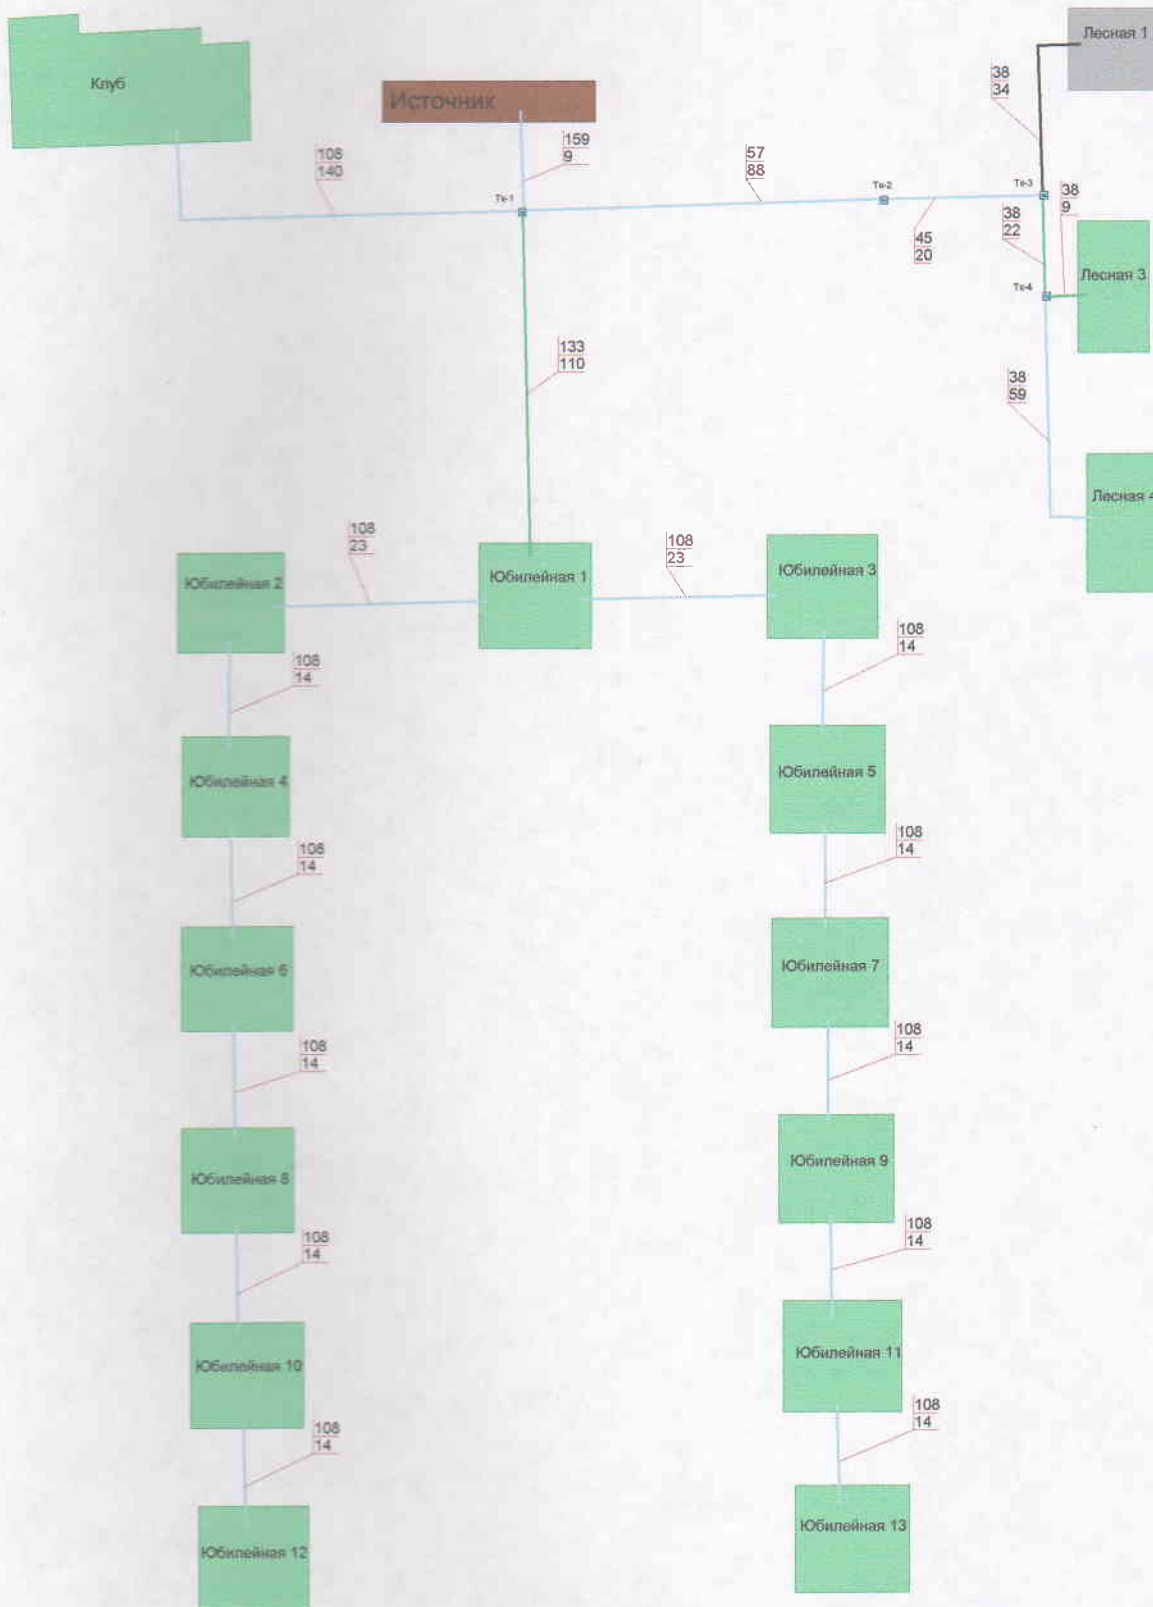 Лесная 1
Клуб
Источник
38
34
159
9
108
140
57
88
Тк-1
Тк-2
Тк-3
38
9
38
22
45
20
Лесная 3
Тк-4
133
110
38
59
Лесная 4
108
23
108
23
Юбилейная 2
Юбилейная 1
Юбилейная 3
108
14
108
14
Юбилейная 4
Юбилейная 5
108
14
108
14
Юбилейная 6
Юбилейная 7
108
14
108
14
Юбилейная 8
Юбилейная 9
108
14
108
14
Юбилейная 10
Юбилейная 11
108
14
108
14
Юбилейная 12
Юбилейная 13